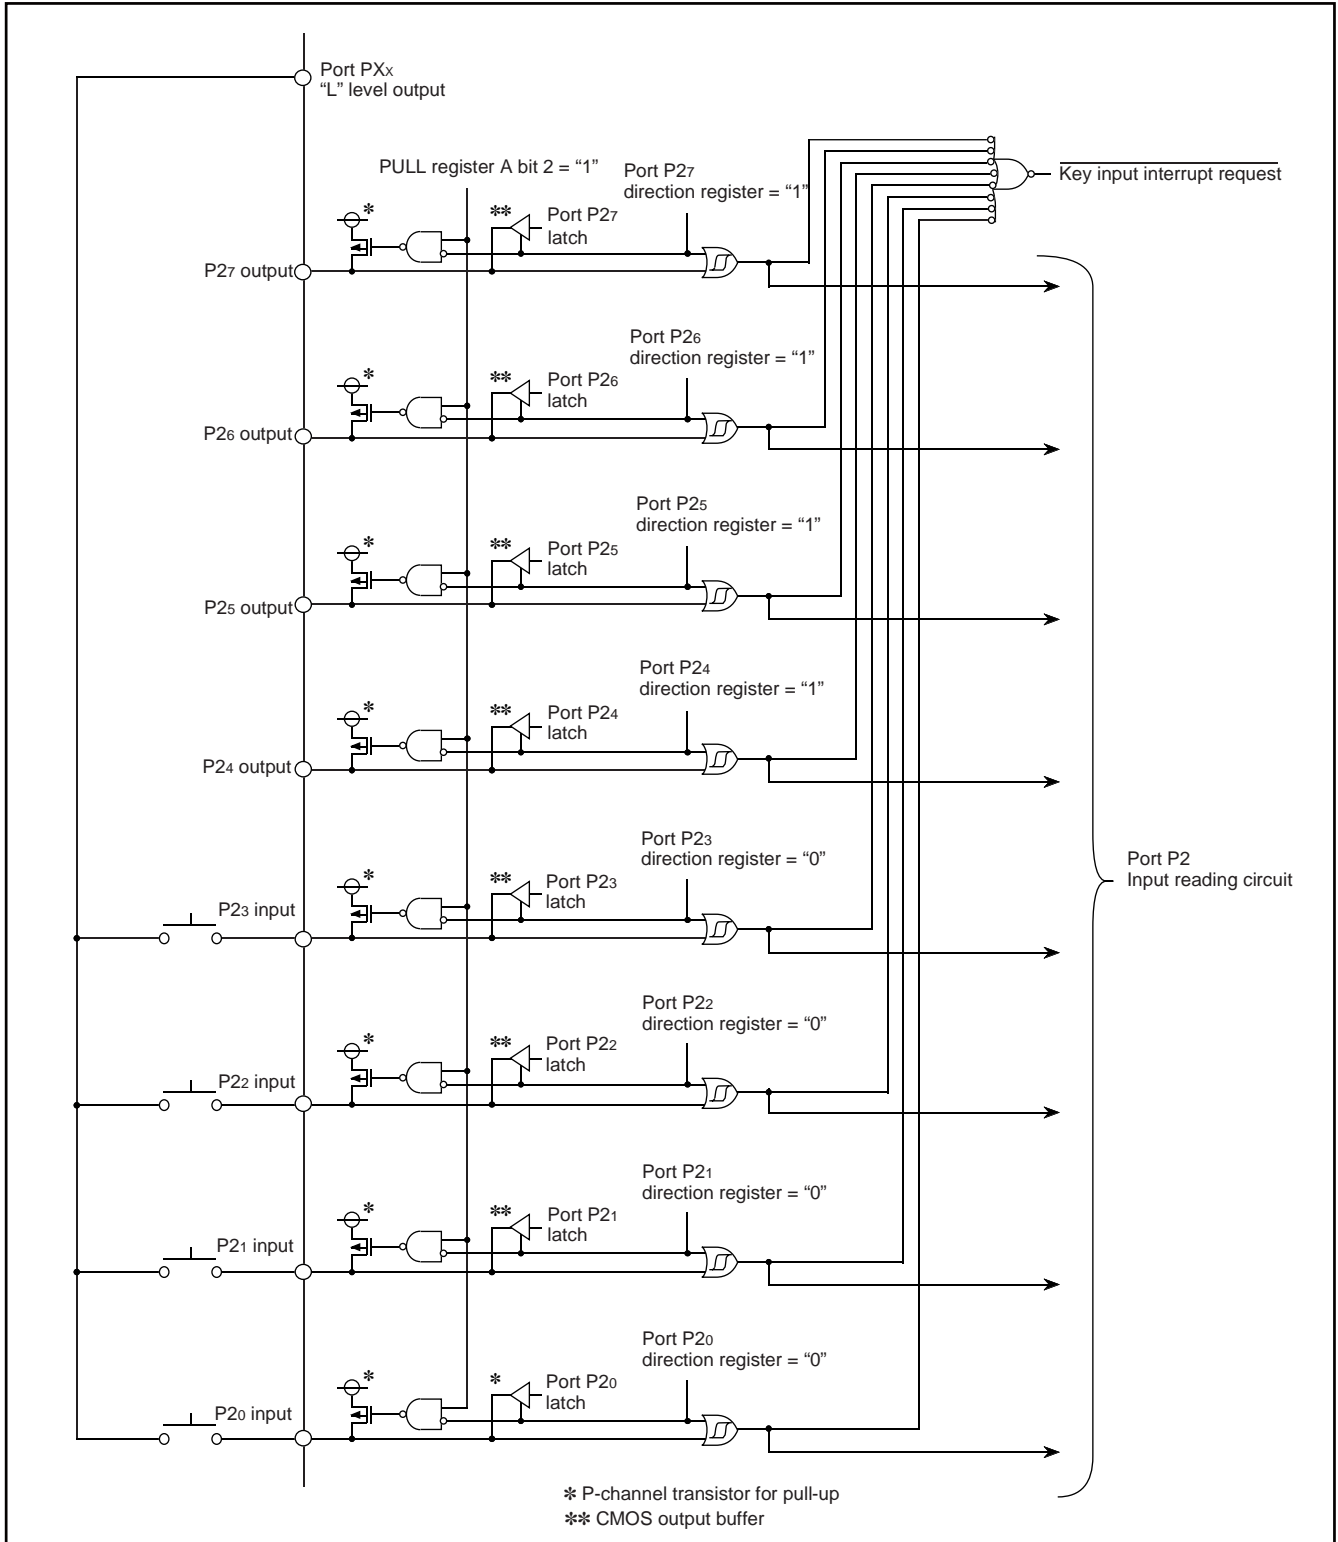 Port PXx
“L” level output
PULL register A bit 2 = “1”
Port P27
direction register = “1”
Key input interrupt request
*
**
Port P27
latch
P27 output
Port P26
direction register = “1”
*
**
Port P26
latch
P26 output
Port P25
direction register = “1”
*
**
Port P25
latch
P25 output
Port P24
direction register = “1”
*
**
Port P24
latch
P24 output
Port P23
direction register = “0”
Port P2
Input reading circuit
*
**
Port P23
latch
P23 input
Port P22
direction register = “0”
*
**
Port P22
latch
P22 input
Port P21
direction register = “0”
*
**
Port P21
latch
P21 input
Port P20
direction register = “0”
*
*
Port P20
latch
P20 input
* P-channel transistor for pull-up
** CMOS output buffer